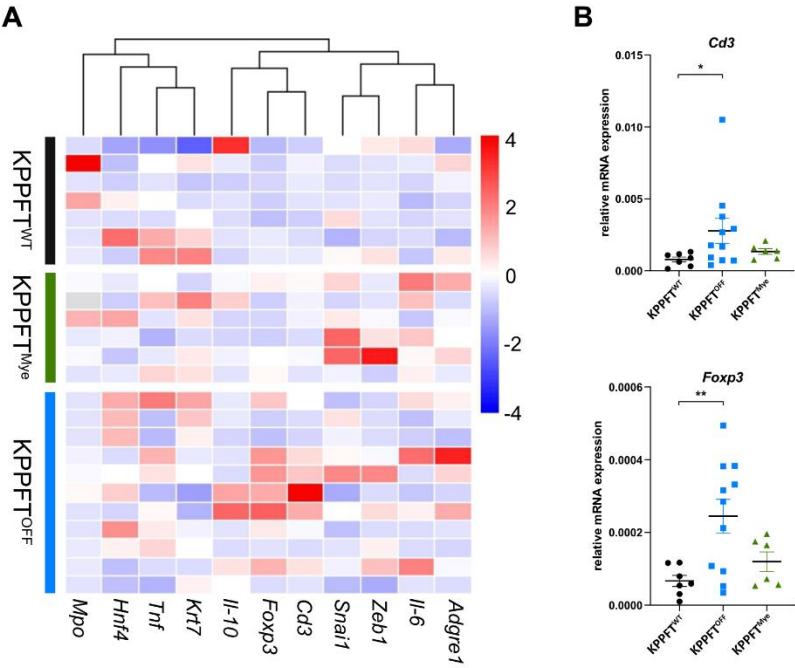 A
KPPFTWT
KPPFTMye
KPPFTOFF
4
2
0
-2
-4
Mpo
Hnf4
Tnf
Krt7
Il-10
Foxp3
Cd3
Snai1
Zeb1
Il-6
Adgre1
B
Cd3
relative mRNA expression
0.015
0.010
0.005
0.000
*
KPPFTWT
KPPFTOFF
KPPFTMye
Foxp3
relative mRNA expression
0.0006
0.0004
0.0002
0.0000
**
KPPFTWT
KPPFTOFF
KPPFTMye